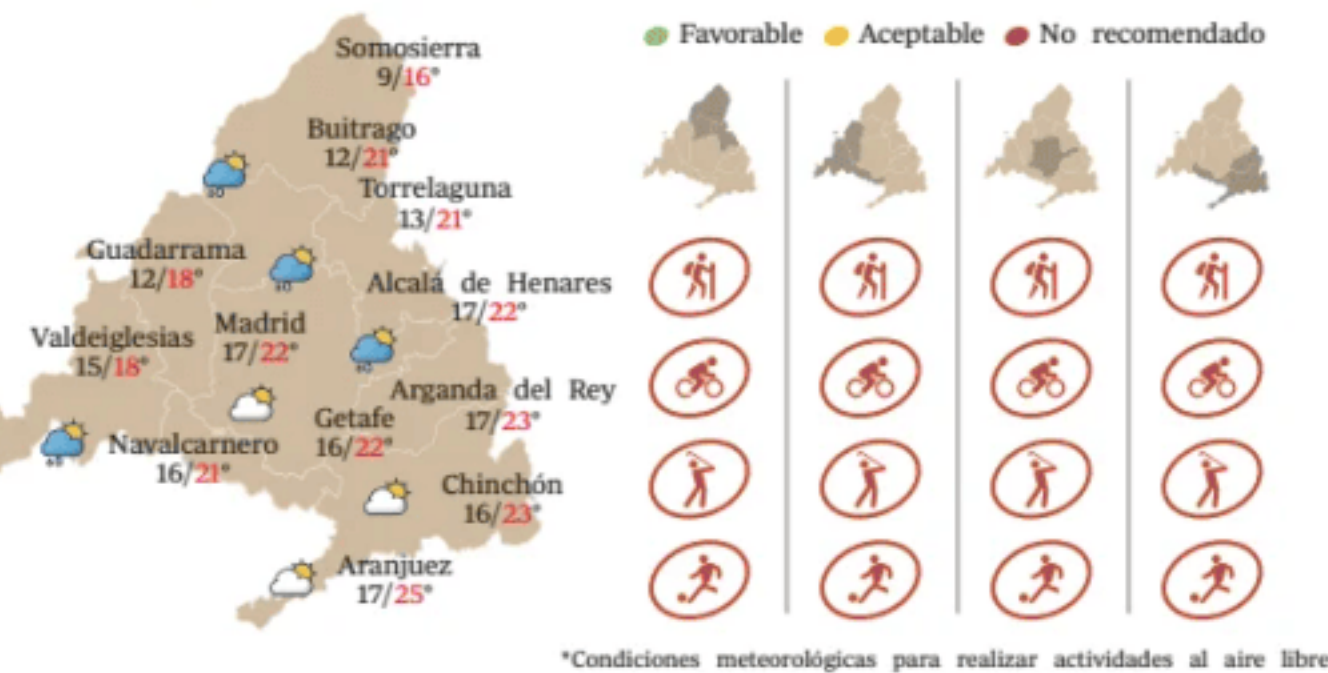 Somosierra
9/16°
Buitrago
12/21°
Torrelaguna
13/21°
Guadarrama
12/18°
Alcalá de Henares
17/22°
Madrid
17/22°
Valdeiglesias
15/18°
Arganda del Rey
17/23°
Getafe
16/22°
Navalcarnero
16/21°
Chinchón
16/23°
Aranjuez
17/25°
Favorable Aceptable No recomendado
*Condiciones meteorológicas para realizar actividades al aire libre